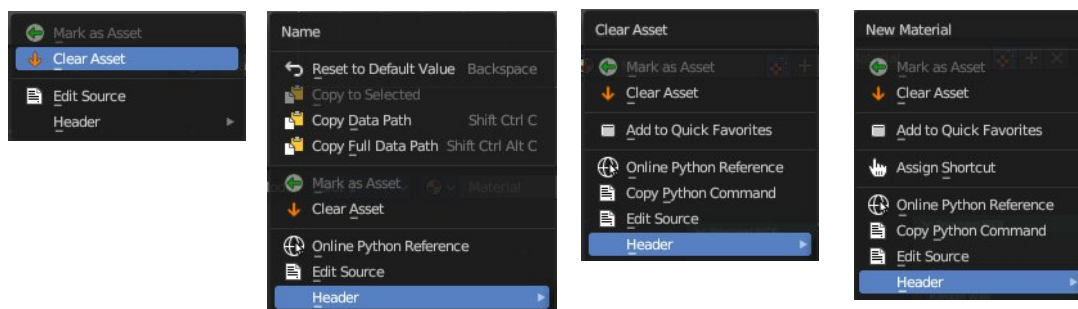 Mark as Asset
Clear Asset
Edit Source
Header
Name
Reset to Default Value Backspace
Copy to Selected
Copy Data Path Shift Ctrl C
Copy Full Data Path Shift Ctrl Alt C
Mark as Asset
Material
Clear Asset
Online Python Reference
Edit Source
Header
Clear Asset
Mark as Asset
Clear Asset
Add to Quick Favorites
Online Python Reference
Copy Python Command
Edit Source
Header
New Material
Mark as Asset
Clear Asset
Add to Quick Favorites
Assign Shortcut
Online Python Reference
Copy Python Command
Edit Source
Header